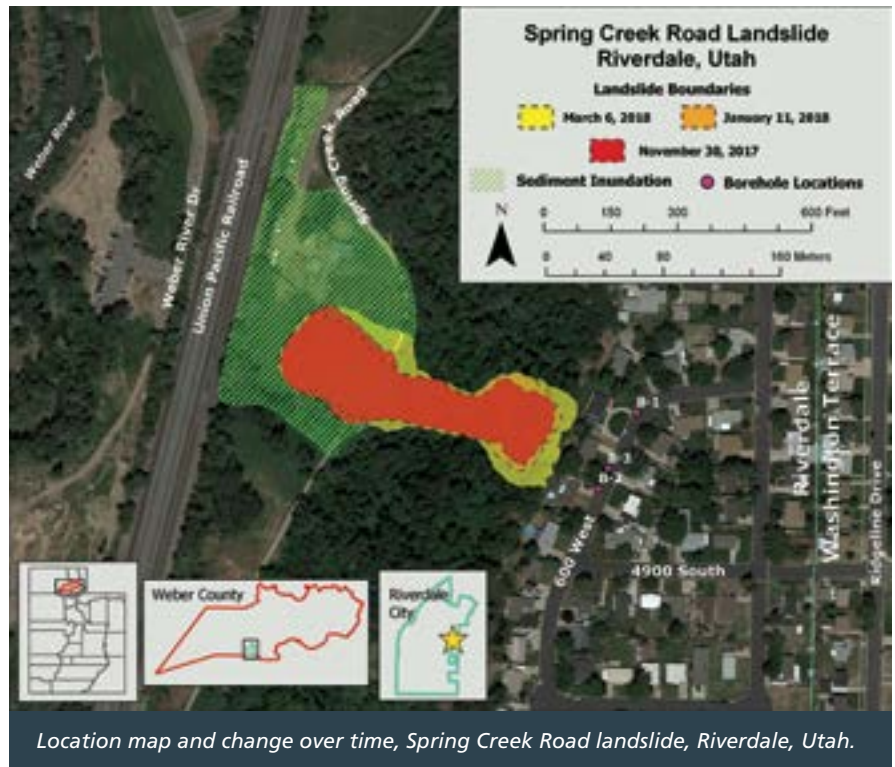 Spring Creek Road Landslide
Riverdale, Utah
Landslide Boundaries
March 6, 2018
January 11, 2018
November 30, 2017
Sediment Inundation
Borehole Locations
N
0 150 300 600 Feet
0 40 80 160 Meters
Weber River
Weber River Dr
Union Pacific Railroad
Spring Creek Road
B-1
B-3
B-2
600 West
4900 South
Riverdale
Washington Terrace
Ridgeline Drive
Weber County
Riverdale
City
Location map and change over time, Spring Creek Road landslide, Riverdale, Utah.